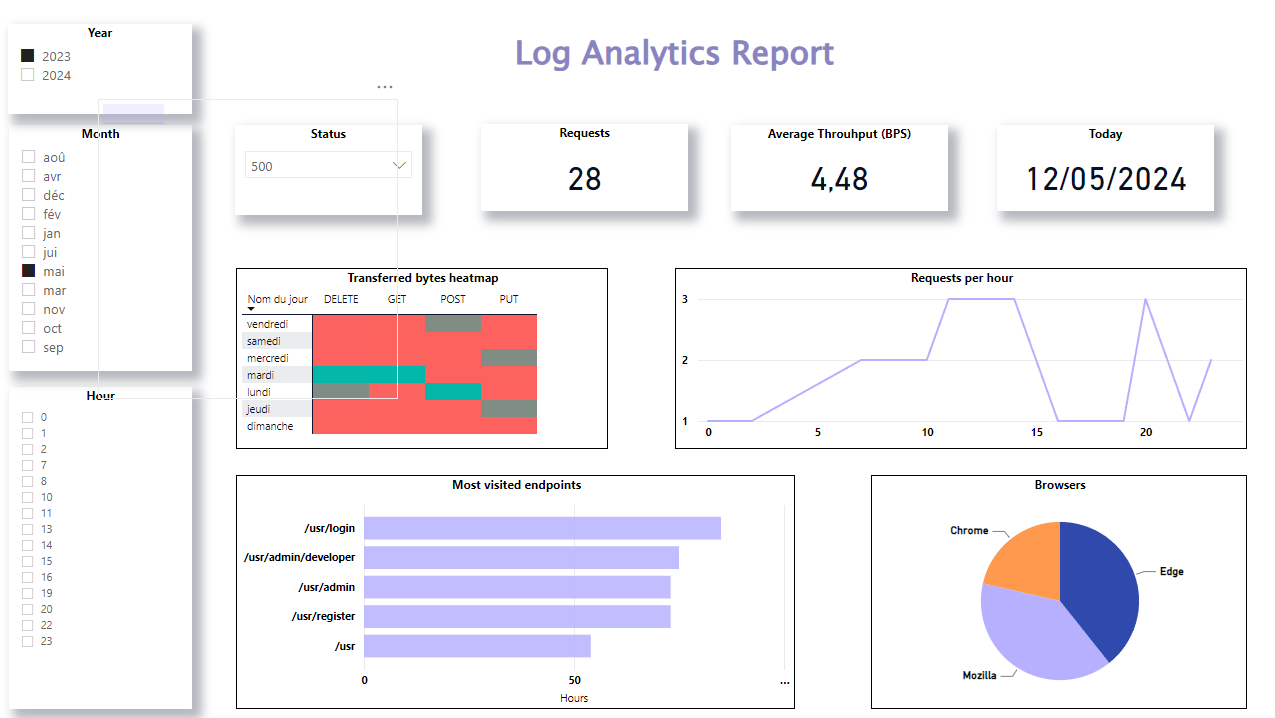 Log Analytics Report
Year
2023
2024
...
Month
aoû
avr
déc
fév
jan
jui
mai
mar
nov
oct
sep
Hour
0
1
2
7
8
10
11
13
14
15
16
19
20
22
23
Status
500
Requests
28
Average Throuhput (BPS)
4,48
Today
12/05/2024
Transferred bytes heatmap
Nom du jour DELETE GET POST PUT
vendredi
samedi
mercredi
mardi
lundi
jeudi
dimanche
Requests per hour
3
2
1
0 5 10 15 20
Most visited endpoints
/usr/login
/usr/admin/developer
/usr/admin
/usr/register
/usr
0 50 ...
Hours
Browsers
Chrome
Edge
Mozilla